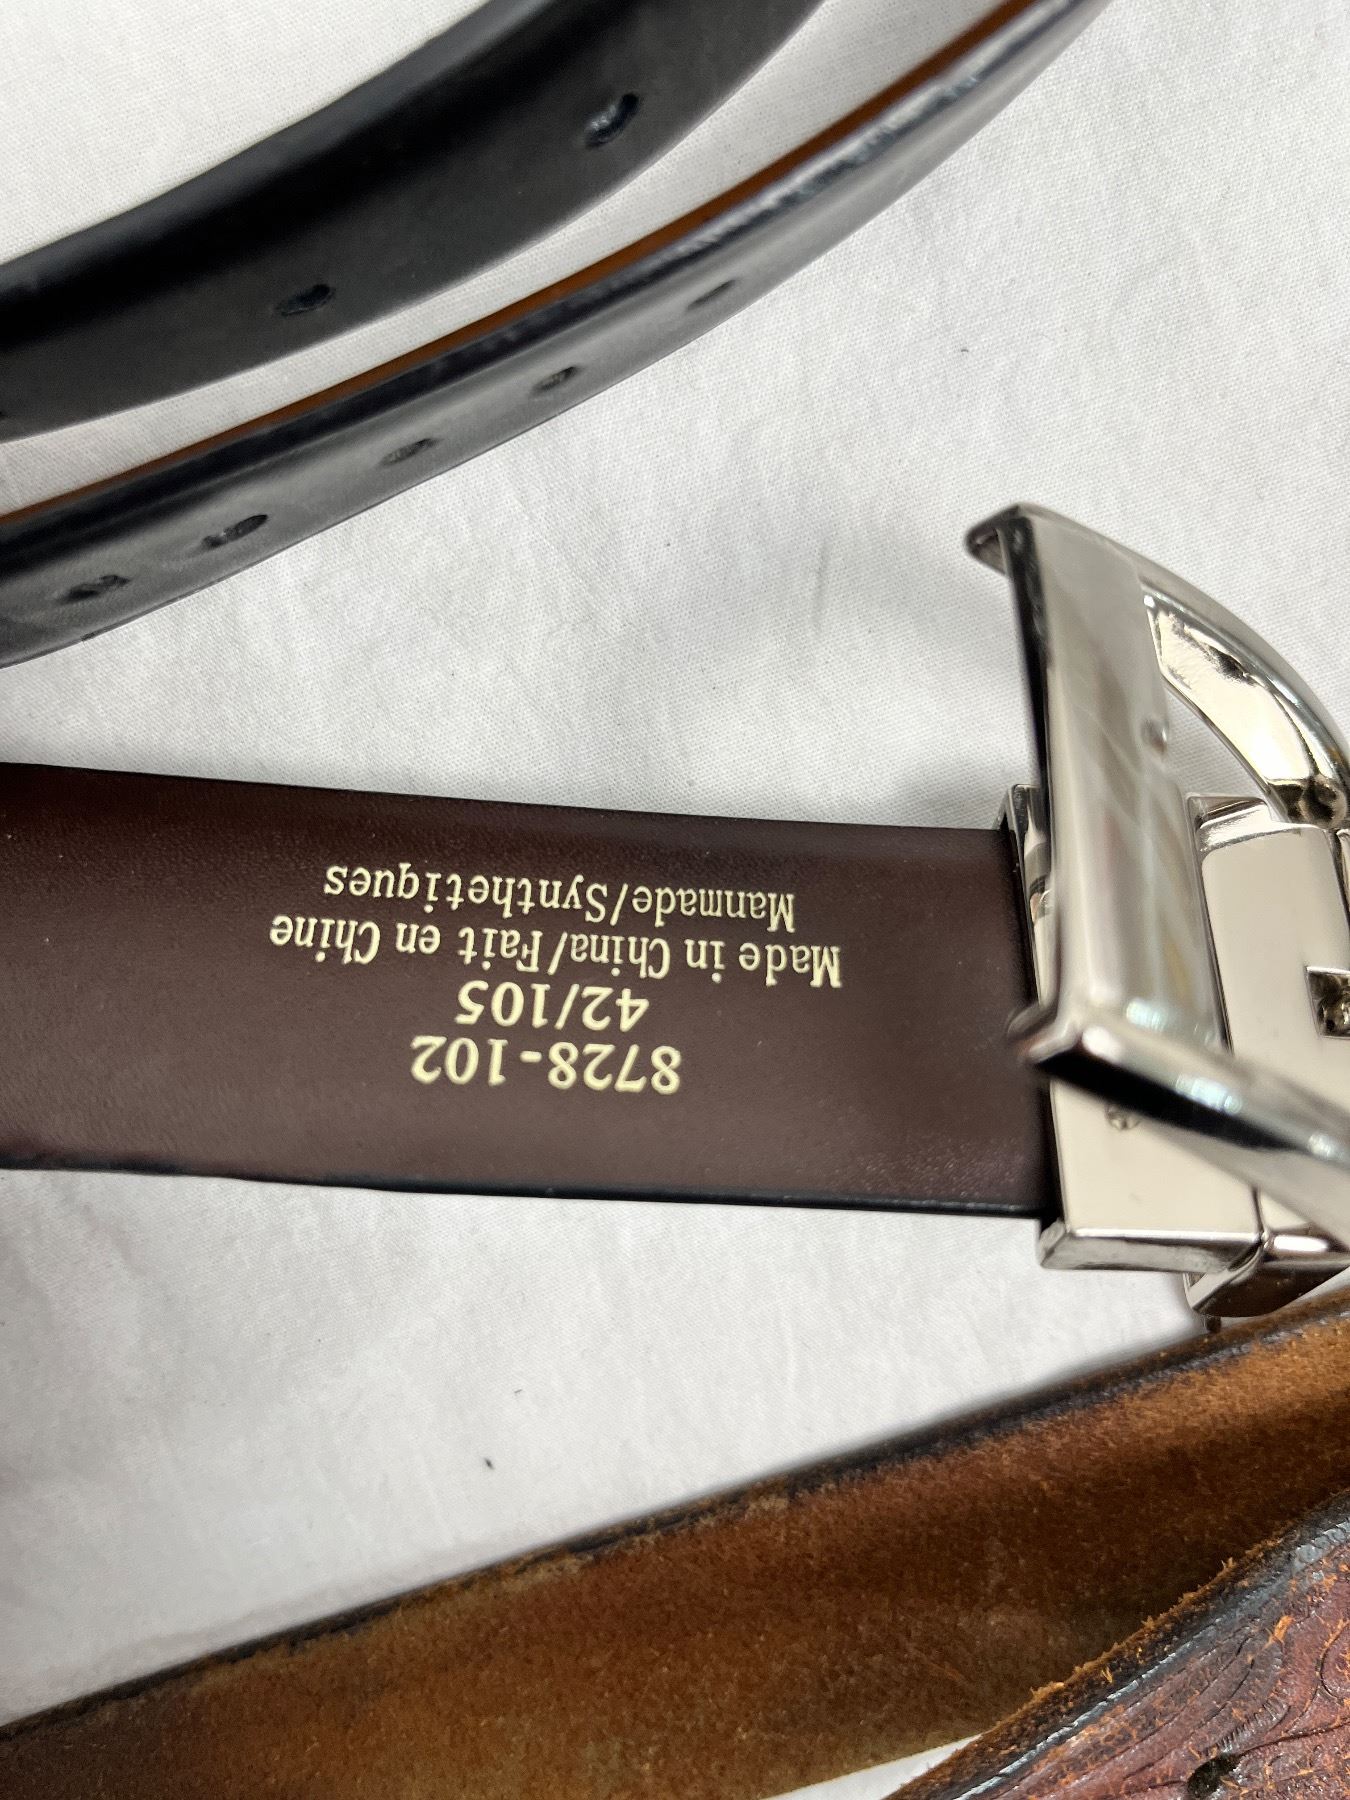 8728-102
42/105
Made in China/Fait en Chine
Manmade/Synthetiques